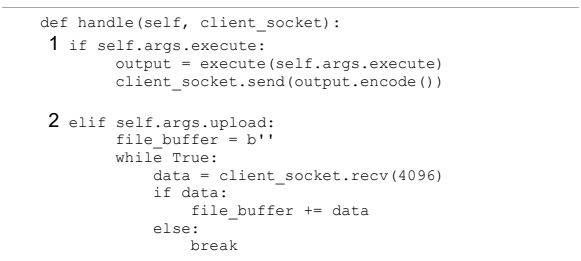 def handle(self, client_socket):
1 if self.args.execute:
output = execute(self.args.execute)
client_socket.send(output.encode())
2 elif self.args.upload:
file_buffer = b''
while True:
data = client_socket.recv(4096)
if data:
file_buffer += data
else:
break